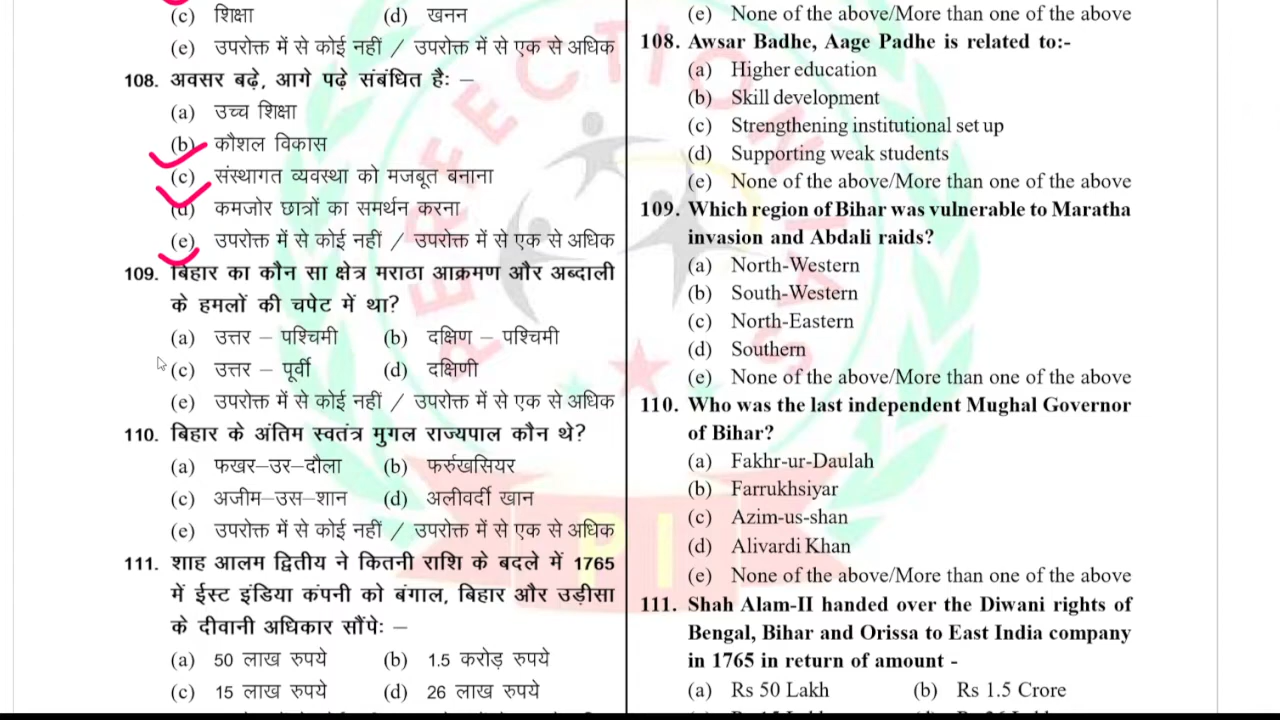 (c) शिक्षा (d) खनन
(e) उपरोक्त में से कोई नहीं / उपरोक्त में से एक से अधिक
108. अवसर बढ़े, आगे पढ़े संबंधित है: –
(a) उच्च शिक्षा
(b) कौशल विकास
(c) संस्थागत व्यवस्था को मजबूत बनाना
(d) कमजोर छात्रों का समर्थन करना
(e) उपरोक्त में से कोई नहीं / उपरोक्त में से एक से अधिक
109. बिहार का कौन सा क्षेत्र मराठा आक्रमण और अब्दाली
के हमलों की चपेट में था?
(a) उत्तर – पश्चिमी (b) दक्षिण – पश्चिमी
(c) उत्तर – पूर्वी (d) दक्षिणी
(e) उपरोक्त में से कोई नहीं / उपरोक्त में से एक से अधिक
110. बिहार के अंतिम स्वतंत्र मुगल राज्यपाल कौन थे?
(a) फखर–उर–दौला (b) फर्रुखसियर
(c) अजीम–उस–शान (d) अलीवर्दी खान
(e) उपरोक्त में से कोई नहीं / उपरोक्त में से एक से अधिक
111. शाह आलम द्वितीय ने कितनी राशि के बदले में 1765
में ईस्ट इंडिया कंपनी को बंगाल, बिहार और उड़ीसा
के दीवानी अधिकार सौंपे: –
(a) 50 लाख रुपये (b) 1.5 करोड़ रुपये
(c) 15 लाख रुपये (d) 26 लाख रुपये
(e) None of the above/More than one of the above
108. Awsar Badhe, Aage Padhe is related to:-
(a) Higher education
(b) Skill development
(c) Strengthening institutional set up
(d) Supporting weak students
(e) None of the above/More than one of the above
109. Which region of Bihar was vulnerable to Maratha
invasion and Abdali raids?
(a) North-Western
(b) South-Western
(c) North-Eastern
(d) Southern
(e) None of the above/More than one of the above
110. Who was the last independent Mughal Governor
of Bihar?
(a) Fakhr-ur-Daulah
(b) Farrukhsiyar
(c) Azim-us-shan
(d) Alivardi Khan
(e) None of the above/More than one of the above
111. Shah Alam-II handed over the Diwani rights of
Bengal, Bihar and Orissa to East India company
in 1765 in return of amount -
(a) Rs 50 Lakh (b) Rs 1.5 Crore
PERFECTION IAS
PI